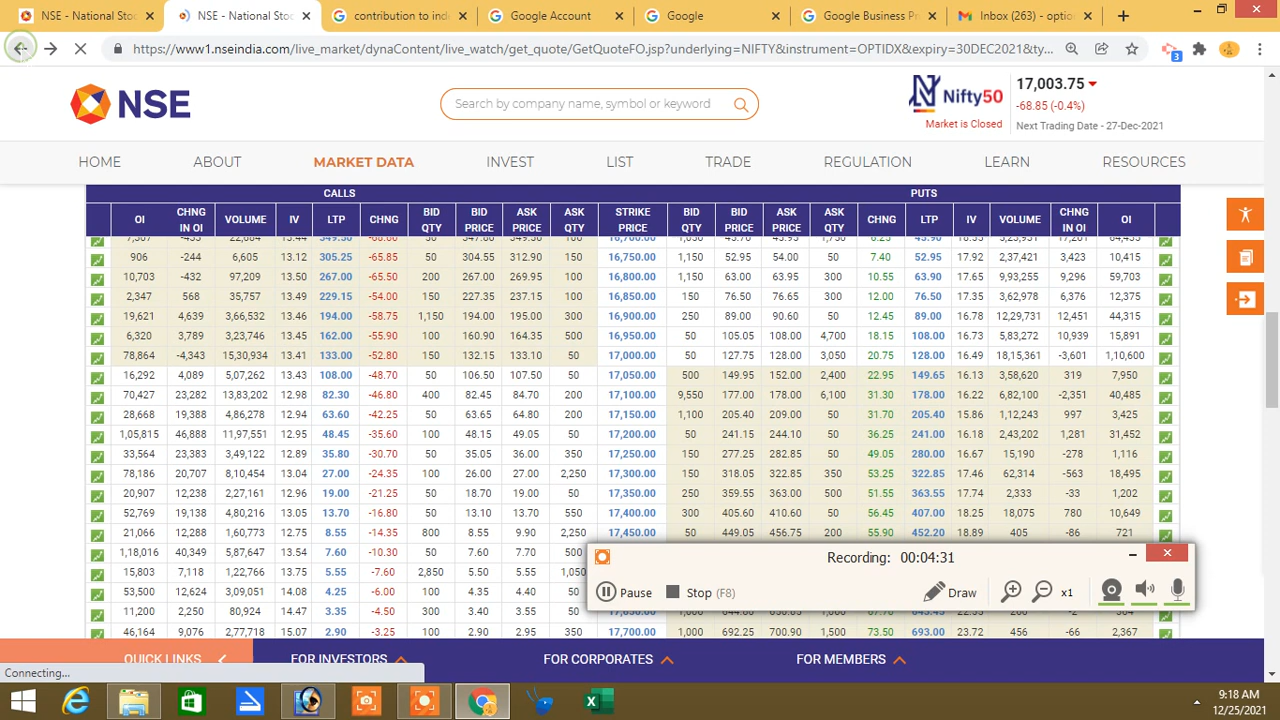 NSE - National Stoc × NSE - National Stoc × contribution to inde × Google Account × Google × Google Business Pr × Inbox (263) - option ×
https://www1.nseindia.com/live_market/dynaContent/live_watch/get_quote/GetQuoteFO.jsp?underlying=NIFTY&instrument=OPTIDX&expiry=30DEC2021&ty... 3
NSE Search by company name, symbol or keyword Nifty50 17,003.75
-68.85 (-0.4%)
Market is Closed Next Trading Date - 27-Dec-2021
HOME ABOUT MARKET DATA INVEST LIST TRADE REGULATION LEARN RESOURCES
CALLS PUTS
OI CHNG IN OI VOLUME IV LTP CHNG BID QTY BID PRICE ASK PRICE ASK QTY STRIKE PRICE BID QTY BID PRICE ASK PRICE ASK QTY CHNG LTP IV VOLUME CHNG IN OI OI
906 -244 6,605 13.12 305.25 -65.85 50 304.55 312.90 150 16,750.00 1,150 52.95 54.00 50 7.40 52.95 17.92 2,37,421 3,423 10,415
10,703 -432 97,209 13.50 267.00 -65.50 200 267.00 269.95 100 16,800.00 1,150 63.00 63.95 300 10.55 63.90 17.65 9,93,255 9,296 59,703
2,347 568 35,757 13.49 229.15 -54.00 150 227.35 237.15 100 16,850.00 150 76.50 76.65 300 12.00 76.50 17.35 3,62,978 6,376 12,375
19,621 4,639 3,66,532 13.46 194.00 -58.75 1,150 194.00 195.00 300 16,900.00 250 89.00 90.60 50 12.45 89.00 16.78 12,29,731 12,451 44,315
6,320 3,789 3,23,746 13.45 162.00 -55.90 100 160.90 164.35 500 16,950.00 50 105.05 108.00 4,700 18.15 108.00 16.73 5,83,272 10,939 15,891
78,864 -4,343 15,30,934 13.41 133.00 -52.80 150 132.15 133.10 50 17,000.00 50 127.75 128.00 3,050 20.75 128.00 16.49 18,15,361 -3,601 1,10,600
16,292 4,089 5,07,262 13.43 108.00 -48.70 50 106.50 107.50 50 17,050.00 500 149.95 152.00 2,400 22.95 149.65 16.13 3,58,620 319 7,950
70,427 23,282 13,83,202 12.98 82.30 -46.80 400 82.45 84.70 200 17,100.00 9,550 177.00 178.00 6,100 31.30 178.00 16.22 6,82,100 -2,351 40,485
28,668 19,388 4,86,278 12.94 63.60 -42.25 50 63.65 64.80 200 17,150.00 1,100 205.40 209.00 50 31.70 205.40 15.86 1,12,243 997 3,425
1,05,815 46,888 11,97,551 12.95 48.45 -35.60 100 48.15 49.05 50 17,200.00 50 241.15 244.10 50 36.25 241.00 16.18 2,43,202 1,281 31,452
33,564 23,383 3,49,122 12.89 35.80 -30.70 50 35.05 36.00 350 17,250.00 150 277.25 282.85 50 49.05 280.00 16.67 15,190 -278 1,116
78,186 20,707 8,10,454 13.04 27.00 -24.35 100 26.00 27.00 2,250 17,300.00 150 318.05 322.85 350 53.25 322.85 17.46 62,314 -563 18,495
20,907 12,238 2,27,161 12.96 19.00 -21.25 50 18.70 19.00 50 17,350.00 250 359.55 363.00 500 51.55 363.55 17.74 2,333 -33 1,202
52,769 19,138 4,80,216 13.05 13.70 -16.80 50 13.10 13.70 550 17,400.00 300 405.60 410.60 50 56.45 407.00 18.25 18,075 780 10,649
21,066 12,288 1,60,773 12.75 8.55 -14.35 800 5.55 9.90 2,250 17,450.00 50 449.05 456.75 200 55.90 452.20 18.89 405 -86 721
1,18,016 40,349 5,87,647 13.54 7.60 -10.30 50 7.60 7.70 500
15,803 7,118 1,22,766 13.75 5.55 -7.60 2,850 5.50 5.55 1,050
53,500 12,624 3,09,051 14.08 4.25 -6.00 100 4.35 4.40 50
11,200 2,250 80,924 14.47 3.35 -4.50 300 3.40 3.55 50
46,164 9,076 2,77,718 15.07 2.90 -3.25 100 2.90 2.95 350 17,700.00 1,000 692.25 700.90 1,500 73.50 693.00 23.72 456 -66 2,367
Recording: 00:04:31
Pause Stop (F8) Draw x1
QUICK LINKS FOR INVESTORS FOR CORPORATES FOR MEMBERS
Connecting...
9:18 AM
12/25/2021